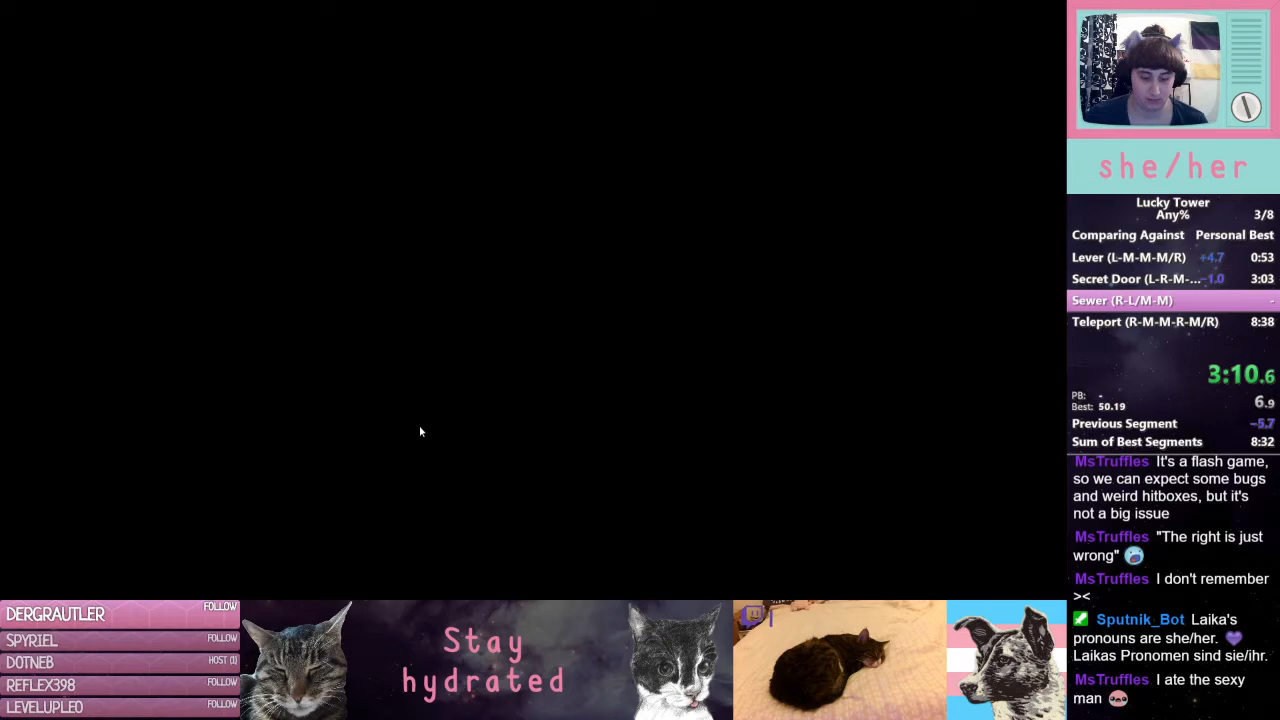 she/her
Lucky Tower
Any% 3/8
Comparing Against Personal Best
Lever (L-M-M-M/R) +4.7 0:53
Secret Door (L-R-M-... -1.0 3:03
Sewer (R-L/M-M) -
Teleport (R-M-M-R-M/R) 8:38
3:10.6
PB: -
Best: 50.19 6.9
Previous Segment -5.7
Sum of Best Segments 8:32
MsTruffles It's a flash game,
so we can expect some bugs
and weird hitboxes, but it's
not a big issue
MsTruffles "The right is just
wrong"
MsTruffles I don't remember
><
Sputnik_Bot Laika's
pronouns are she/her.
Laikas Pronomen sind sie/ihr.
MsTruffles I ate the sexy
man
DERGRAUTLER FOLLOW
SPYRIEL FOLLOW
DOTNEB HOST (1)
REFLEX398 FOLLOW
LEVELUPLEO FOLLOW
Stay
hydrated